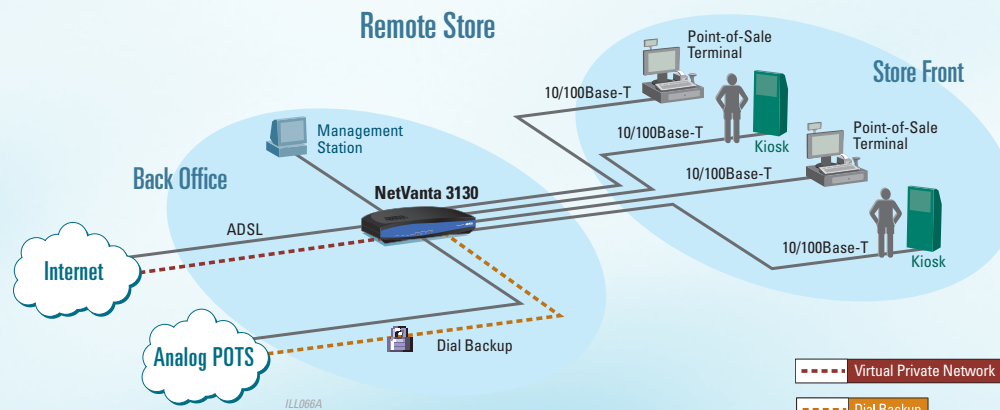 Remote Store
Point-of-Sale
Terminal
Store Front
10/100Base-T
Management
Station
10/100Base-T
Kiosk
Point-of-Sale
Terminal
Back Office
10/100Base-T
NetVanta 3130
ADSL
10/100Base-T
Kiosk
Internet
Analog POTS
Dial Backup
Virtual Private Network
Dial Backup
ILL066A